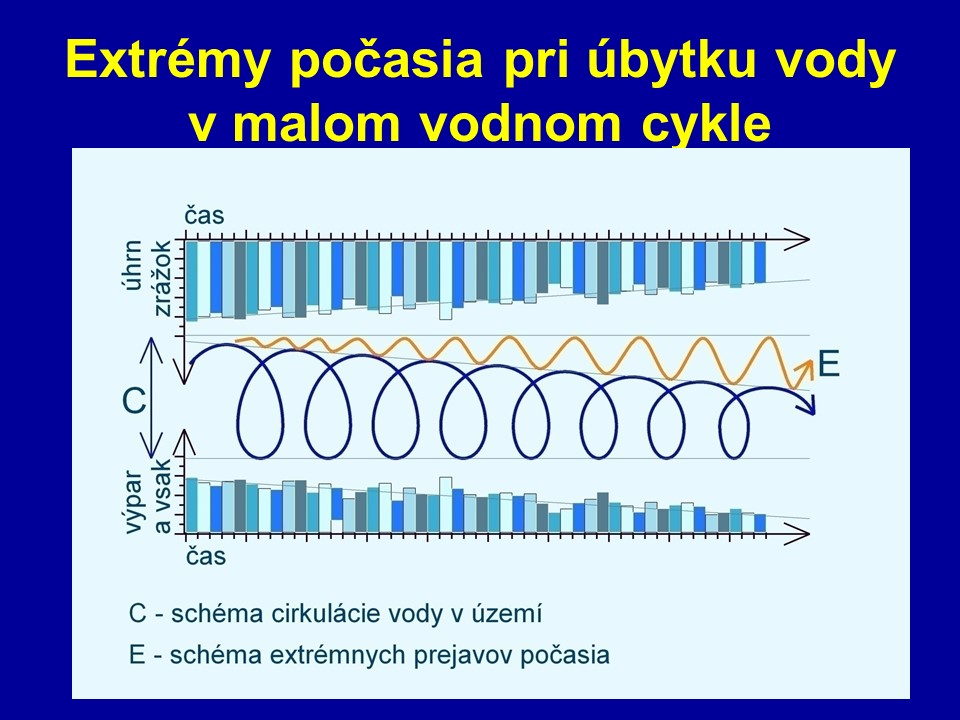 Extrémy počasia pri úbytku vody
v malom vodnom cykle
čas
úhrn
zrážok
E
C
výpar
a vsak
čas
C - schéma cirkulácie vody v území
E - schéma extrémnych prejavov počasia